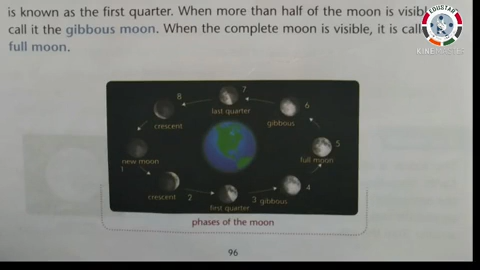 is known as the first quarter. When more than half of the moon is
call it the gibbous moon. When the complete moon is visible, it is
full moon.
EDUSTAR
KINEMASTER
8
7
last quarter
6
crescent
gibbous
5
new moon
full moon
1
crescent
2
first quarter
3
gibbous
4
phases of the moon
96